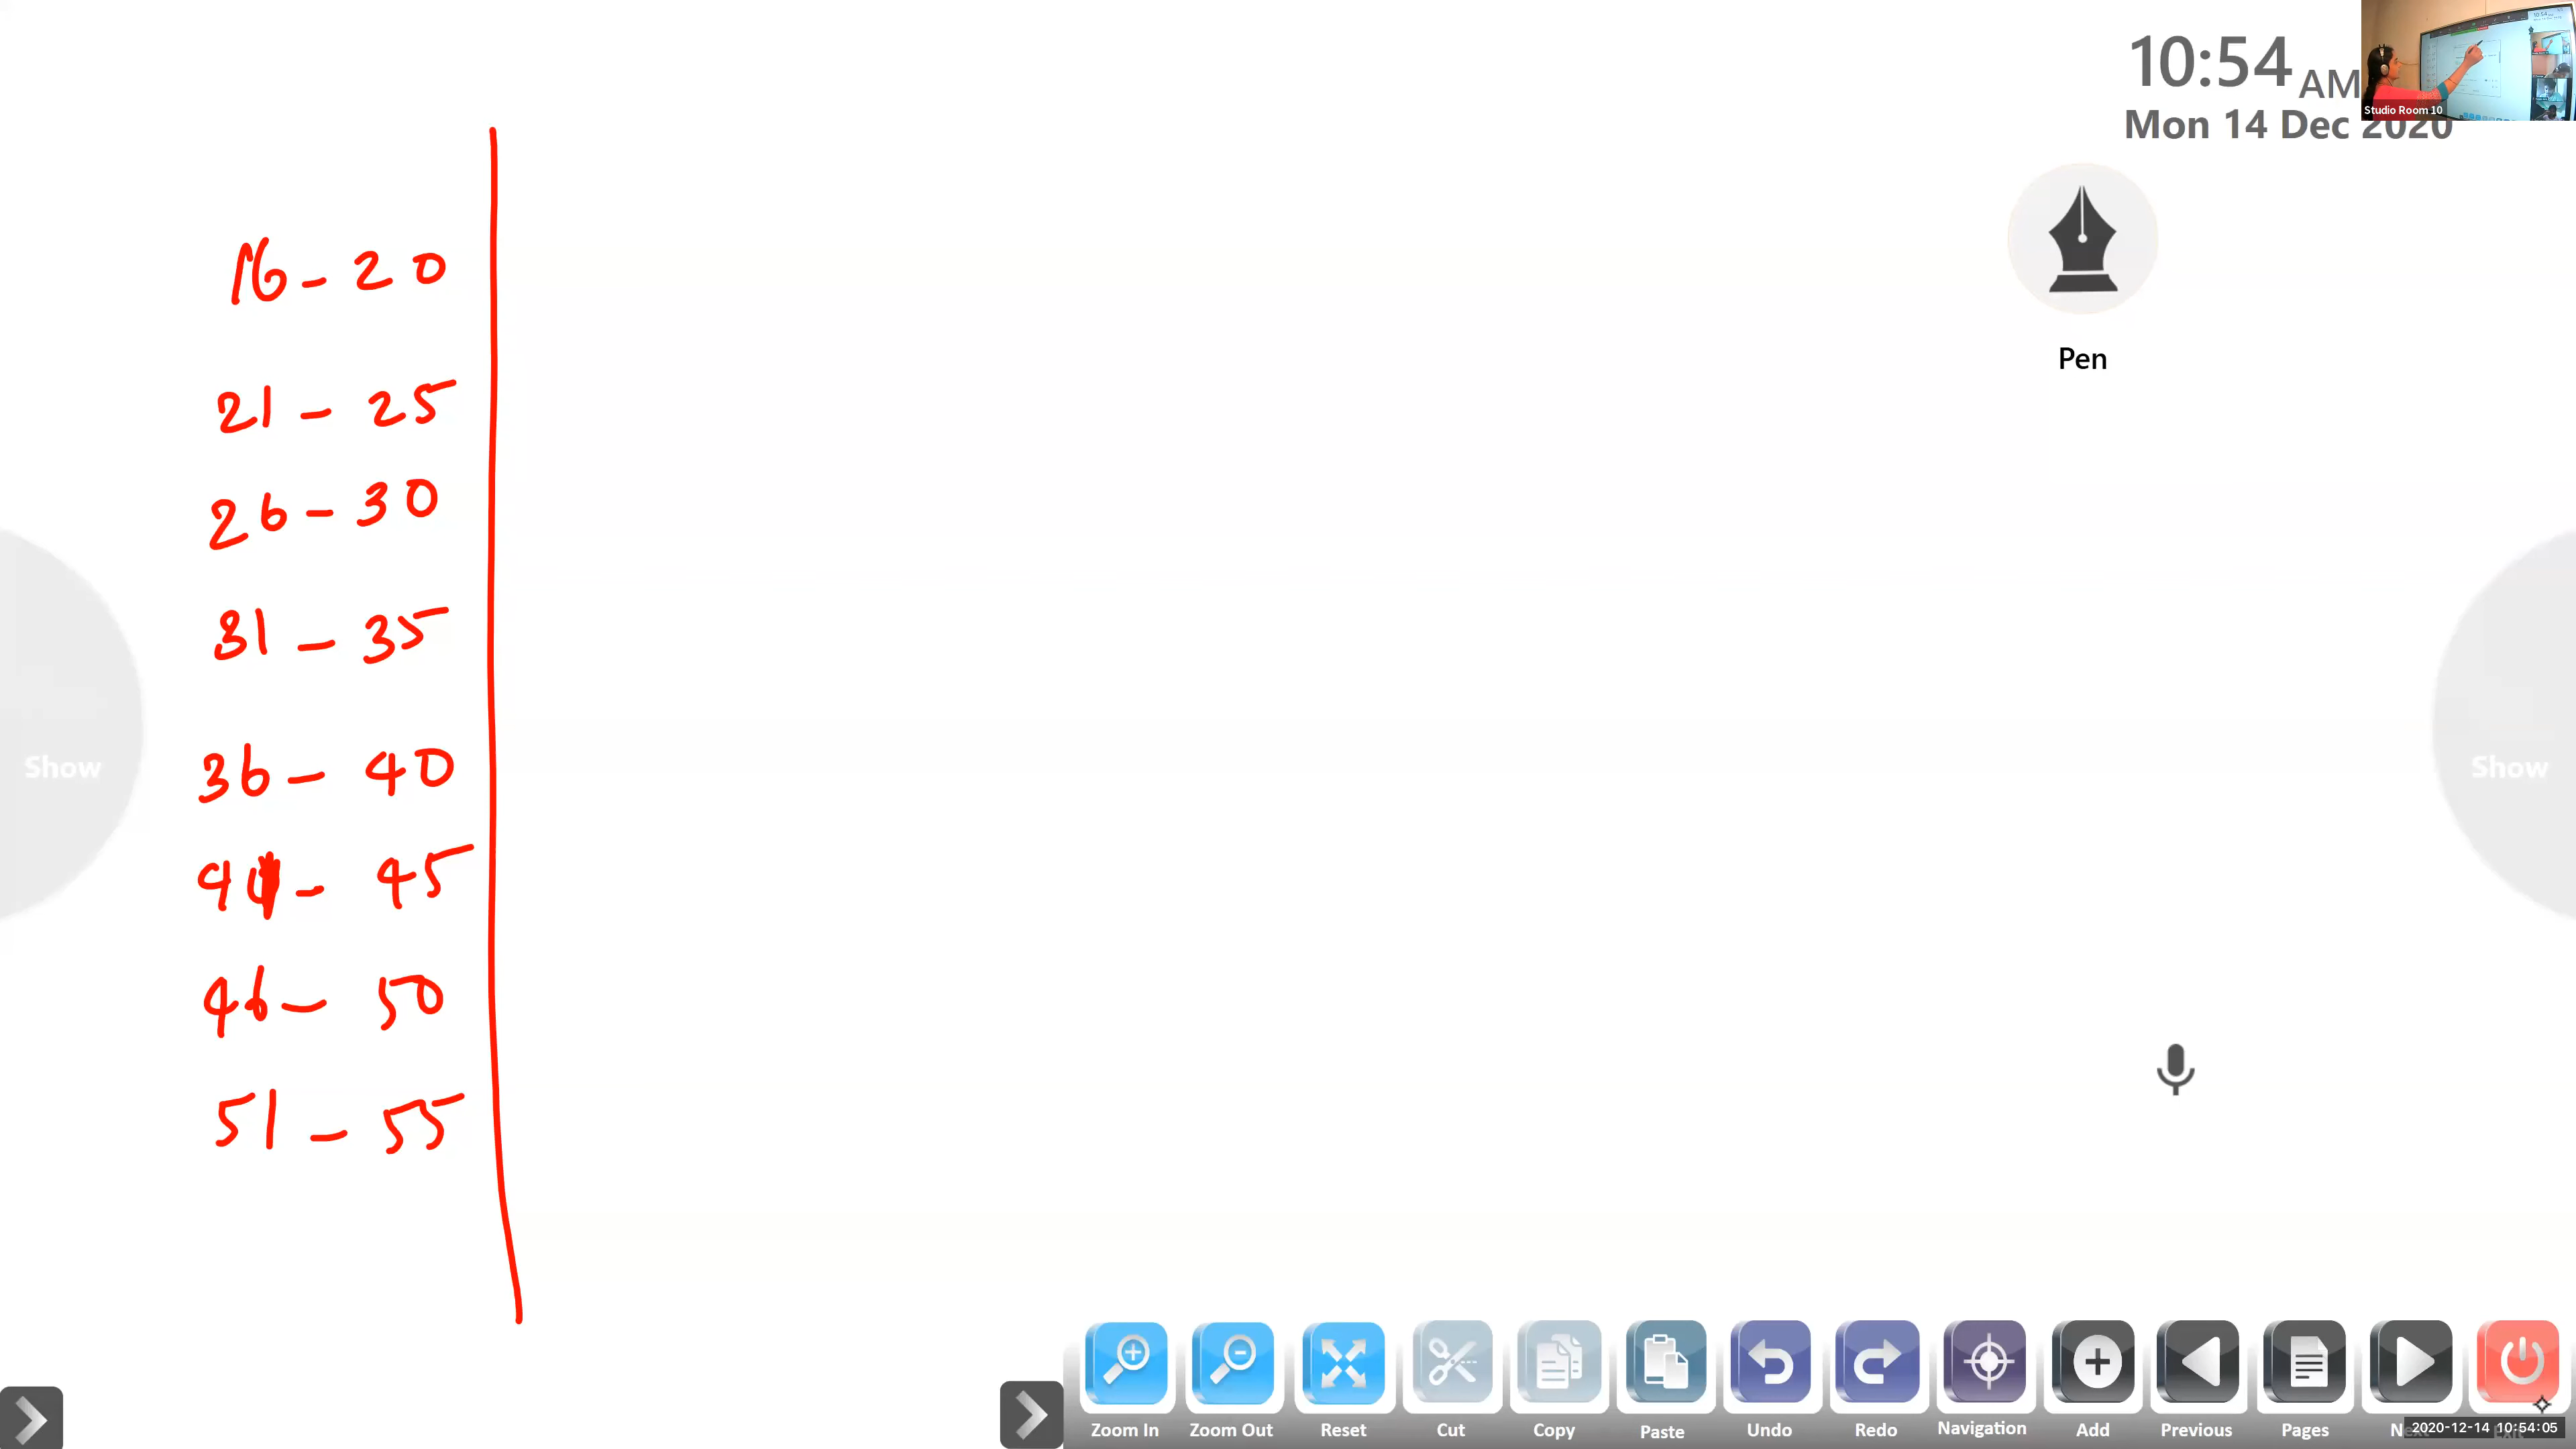 10:54 AM
Mon 14 Dec 2020
Studio Room 10
16 - 20
21 - 25
26 - 30
31 - 35
36 - 40
41 - 45
46 - 50
51 - 55
Pen
Show
Show
Zoom In
Zoom Out
Reset
Cut
Copy
Paste
Undo
Redo
Navigation
Add
Previous
Pages
2020-12-14 10:54:05